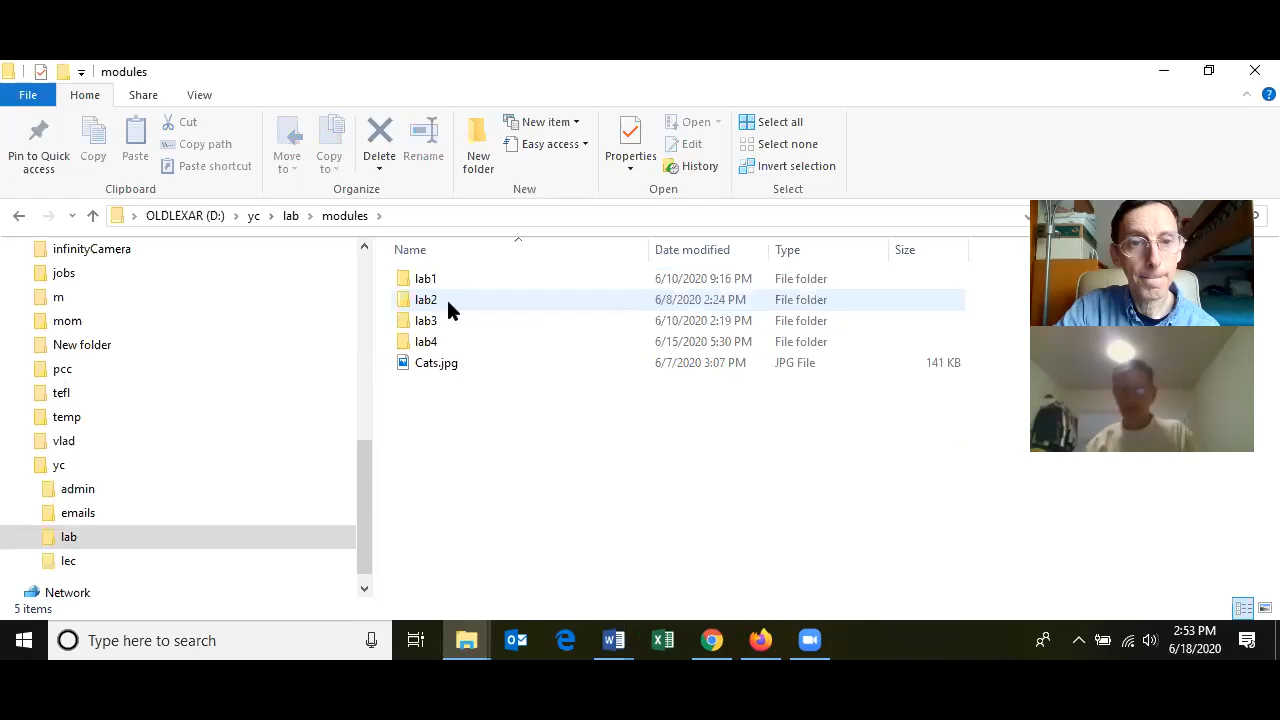 modules
File Home Share View
Pin to Quick access
Copy
Paste
Cut
Copy path
Paste shortcut
Clipboard
Move to
Copy to
Delete
Rename
Organize
New folder
New item
Easy access
New
Properties
Open
Edit
History
Open
Select all
Select none
Invert selection
Select
OLDLEXAR (D:) yc lab modules
infinityCamera
jobs
m
mom
New folder
pcc
tefl
temp
vlad
yc
admin
emails
lab
lec
Network
Name Date modified Type Size
lab1 6/10/2020 9:16 PM File folder
lab2 6/8/2020 2:24 PM File folder
lab3 6/10/2020 2:19 PM File folder
lab4 6/15/2020 5:30 PM File folder
Cats.jpg 6/7/2020 3:07 PM JPG File 141 KB
5 items
Type here to search
2:53 PM
6/18/2020